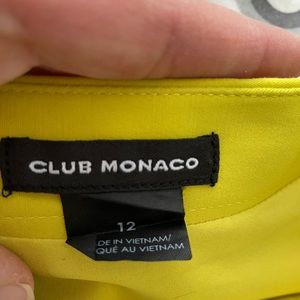 CLUB MONACO
12
DE IN VIETNAM/
QUÉ AU VIETNAM